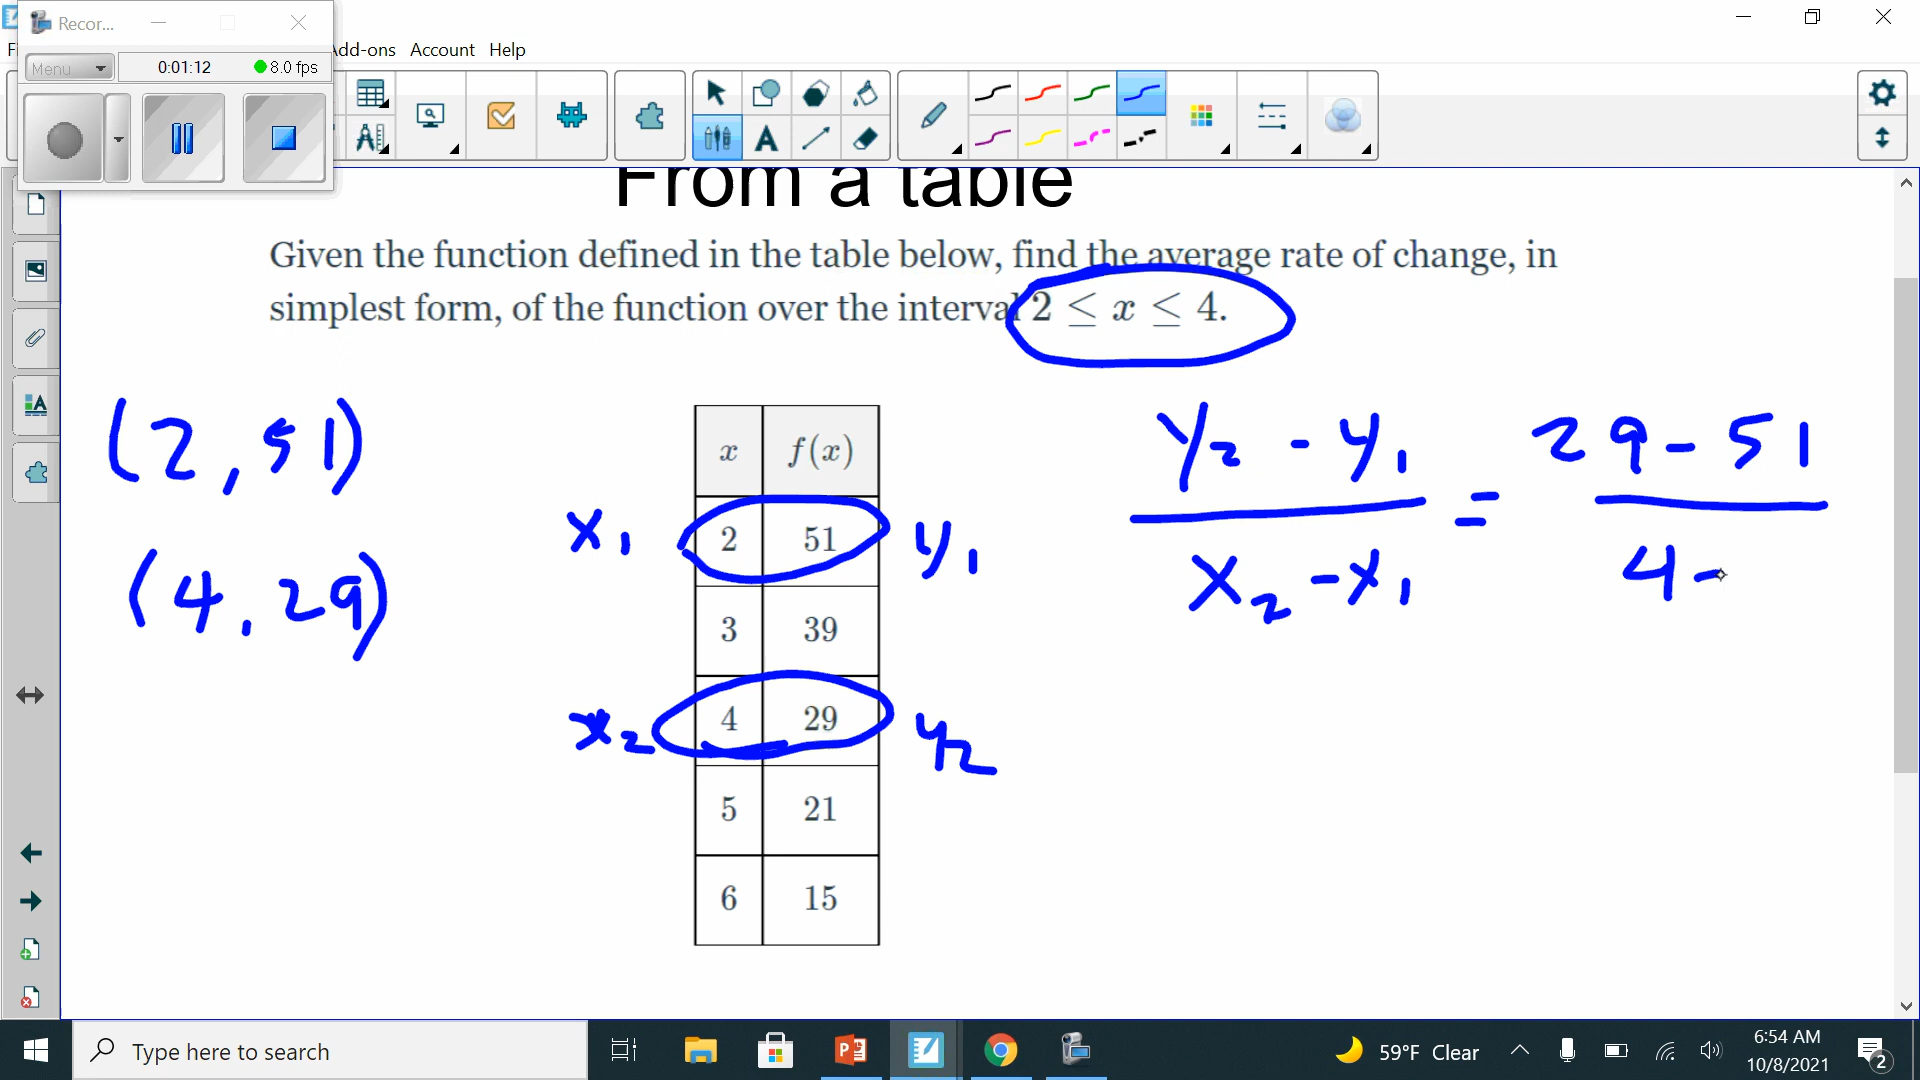 Recor...
Add-ons Account Help
Menu 0:01:12 8.0 fps
From a table
Given the function defined in the table below, find the average rate of change, in
simplest form, of the function over the interval 2 ≤ x ≤ 4.
(2, 51)
(4, 29)
x f(x)
x₁ 2 51 y₁
3 39
x₂ 4 29 y₂
5 21
6 15
y₂ - y₁ = 29 - 51
x₂ - x₁ 4 -
Type here to search
59°F Clear
6:54 AM
10/8/2021
2